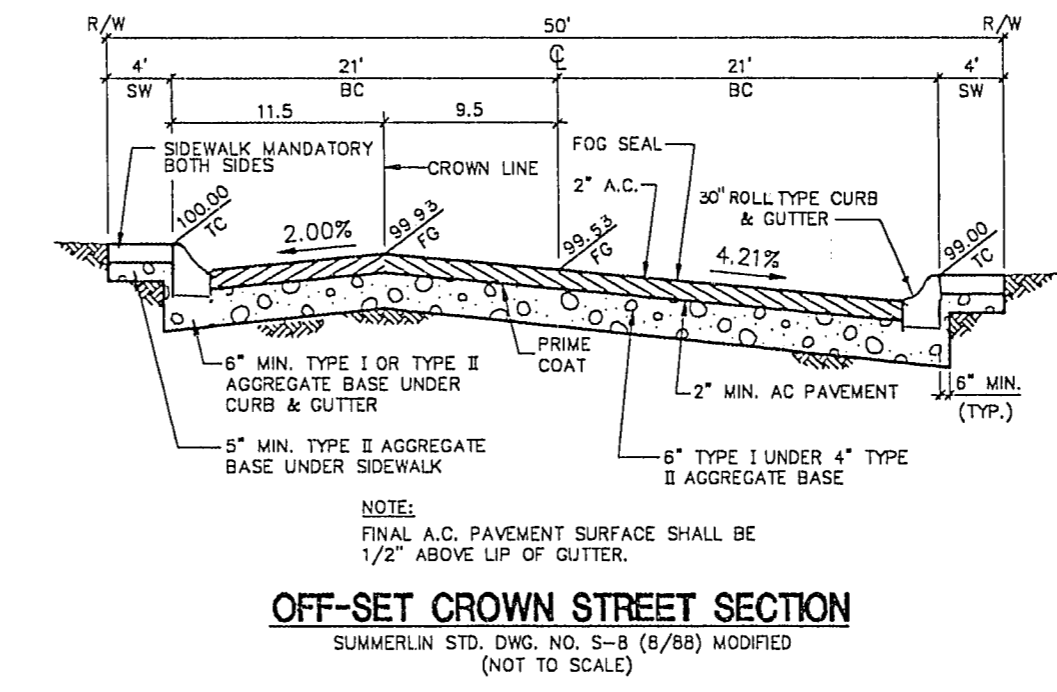 R/W
50'
R/W
4'
SW
21'
BC
℄
21'
BC
4'
SW
11.5
9.5
SIDEWALK MANDATORY
BOTH SIDES
CROWN LINE
FOG SEAL
2" A.C.
30" ROLL TYPE CURB
& GUTTER
100.00
TC
2.00%
99.93
FG
99.53
FG
4.21%
99.00
TC
PRIME
COAT
6" MIN. TYPE I OR TYPE II
AGGREGATE BASE UNDER
CURB & GUTTER
2" MIN. AC PAVEMENT
6" MIN.
(TYP.)
5" MIN. TYPE II AGGREGATE
BASE UNDER SIDEWALK
6" TYPE I UNDER 4" TYPE
II AGGREGATE BASE
NOTE:
FINAL A.C. PAVEMENT SURFACE SHALL BE
1/2" ABOVE LIP OF GUTTER.
OFF-SET CROWN STREET SECTION
SUMMERLIN STD. DWG. NO. S-8 (8/88) MODIFIED
(NOT TO SCALE)